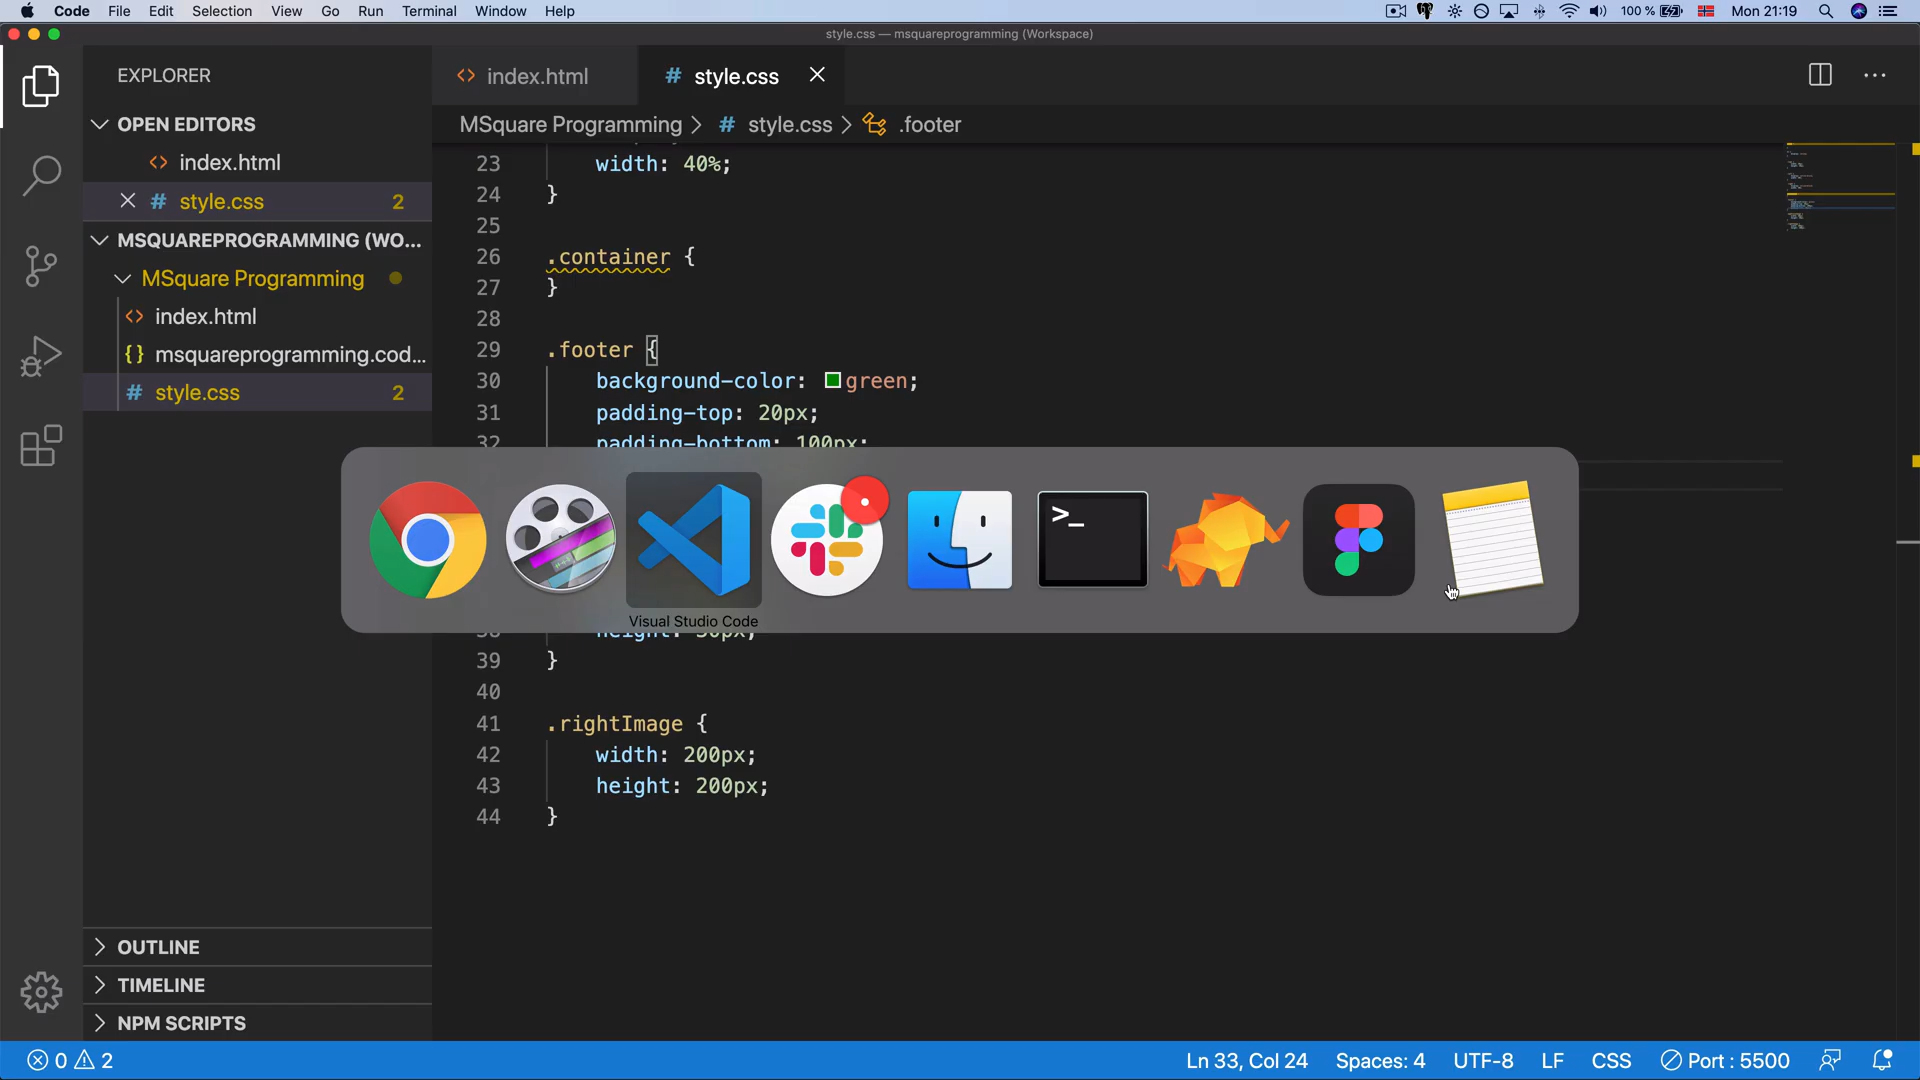 Code File Edit Selection View Go Run Terminal Window Help 100 % Mon 21:19
style.css — msquareprogramming (Workspace)
EXPLORER
OPEN EDITORS
<> index.html
# style.css 2
MSQUAREPROGRAMMING (WO...
MSquare Programming
<> index.html
{} msquareprogramming.cod...
# style.css 2
OUTLINE
TIMELINE
NPM SCRIPTS
<> index.html # style.css
MSquare Programming > # style.css > .footer
23 width: 40%;
24 }
25
26 .container {
27 }
28
29 .footer {
30 background-color: green;
31 padding-top: 20px;
32 padding-bottom: 100px;
>_
Visual Studio Code
39 }
40
41 .rightImage {
42 width: 200px;
43 height: 200px;
44 }
0 2 Ln 33, Col 24 Spaces: 4 UTF-8 LF CSS Port : 5500